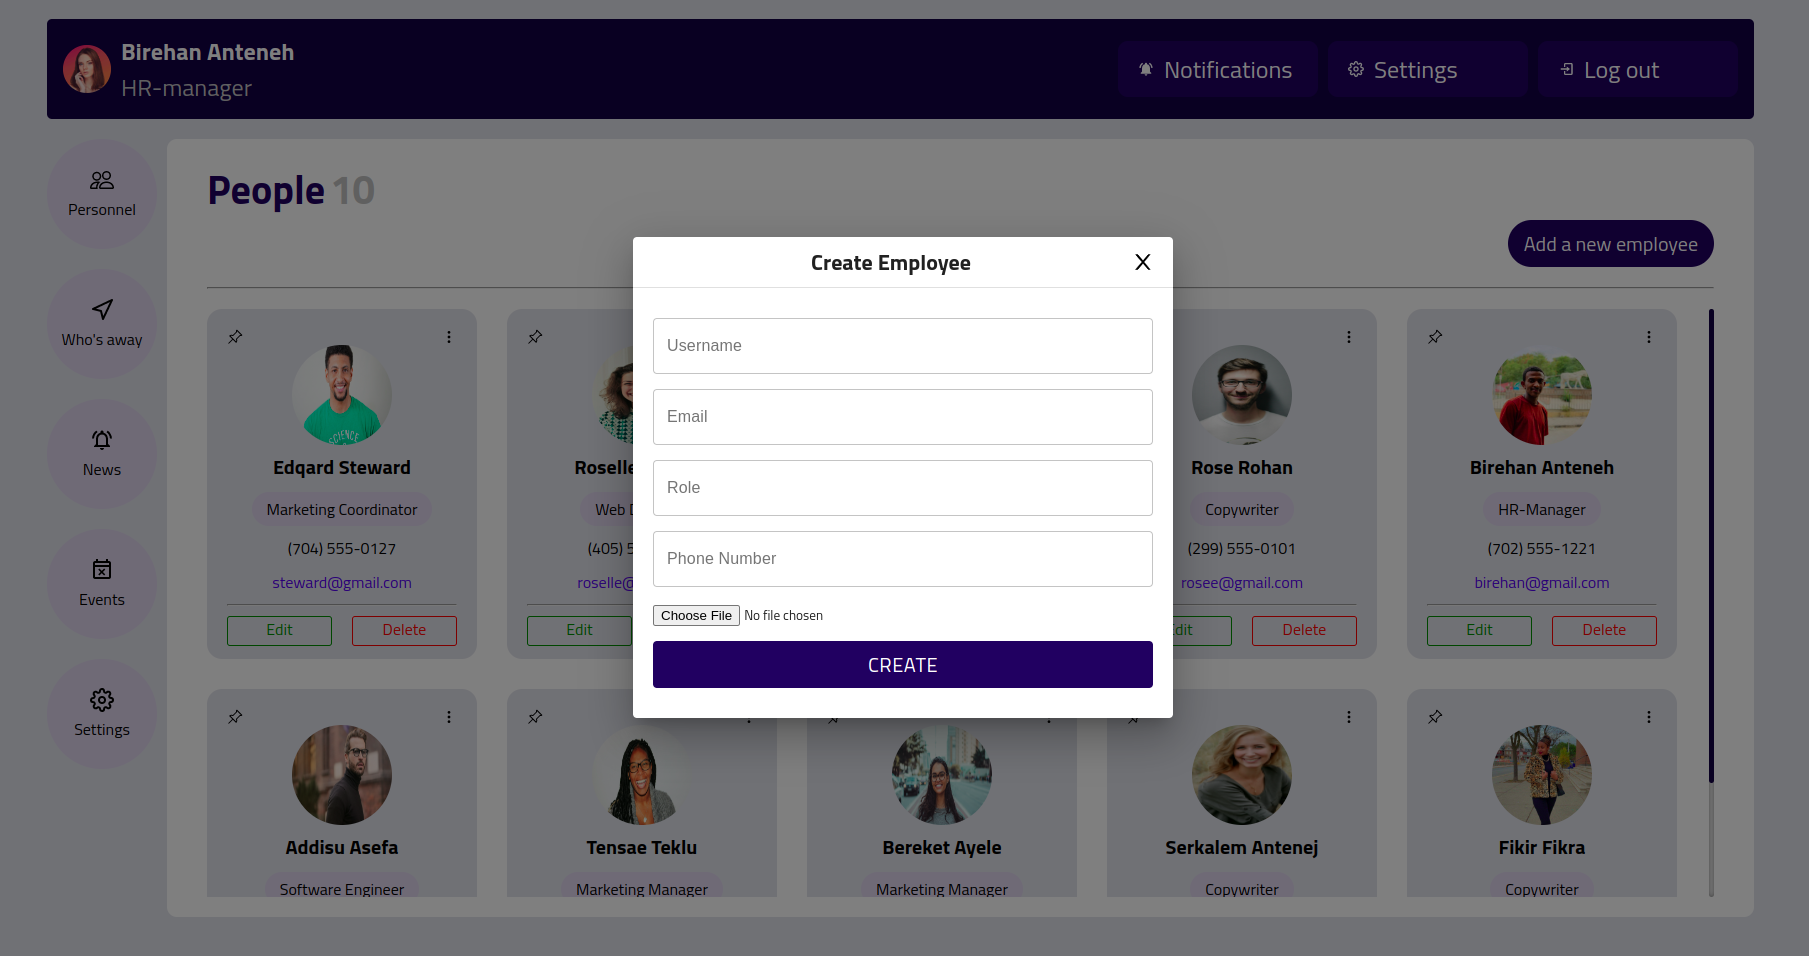 Birehan Anteneh
HR-manager
Notifications
Settings
Log out
Personnel
Who's away
News
Events
Settings
People 10
Add a new employee
Create Employee
X
Username
Email
Role
Phone Number
Choose File No file chosen
CREATE
Edqard Steward
Marketing Coordinator
(704) 555-0127
steward@gmail.com
Edit Delete
Roselle
Web
(405)
roselle@
Edit
Rose Rohan
Copywriter
(299) 555-0101
rosee@gmail.com
Delete
Birehan Anteneh
HR-Manager
(702) 555-1221
birehan@gmail.com
Edit Delete
Addisu Asefa
Software Engineer
Tensae Teklu
Marketing Manager
Bereket Ayele
Marketing Manager
Serkalem Antenej
Copywriter
Fikir Fikra
Copywriter
SCIENCE